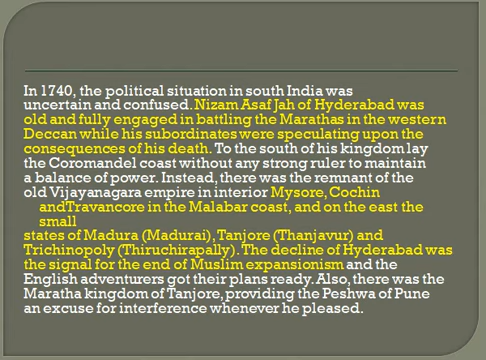 In 1740, the political situation in south India was
uncertain and confused. Nizam Asaf Jah of Hyderabad was
old and fully engaged in battling the Marathas in the western
Deccan while his subordinates were speculating upon the
consequences of his death. To the south of his kingdom lay
the Coromandel coast without any strong ruler to maintain
a balance of power. Instead, there was the remnant of the
old Vijayanagara empire in interior Mysore, Cochin
andTravancore in the Malabar coast, and on the east the
small
states of Madura (Madurai), Tanjore (Thanjavur) and
Trichinopoly (Thiruchirapally). The decline of Hyderabad was
the signal for the end of Muslim expansionism and the
English adventurers got their plans ready. Also, there was the
Maratha kingdom of Tanjore, providing the Peshwa of Pune
an excuse for interference whenever he pleased.